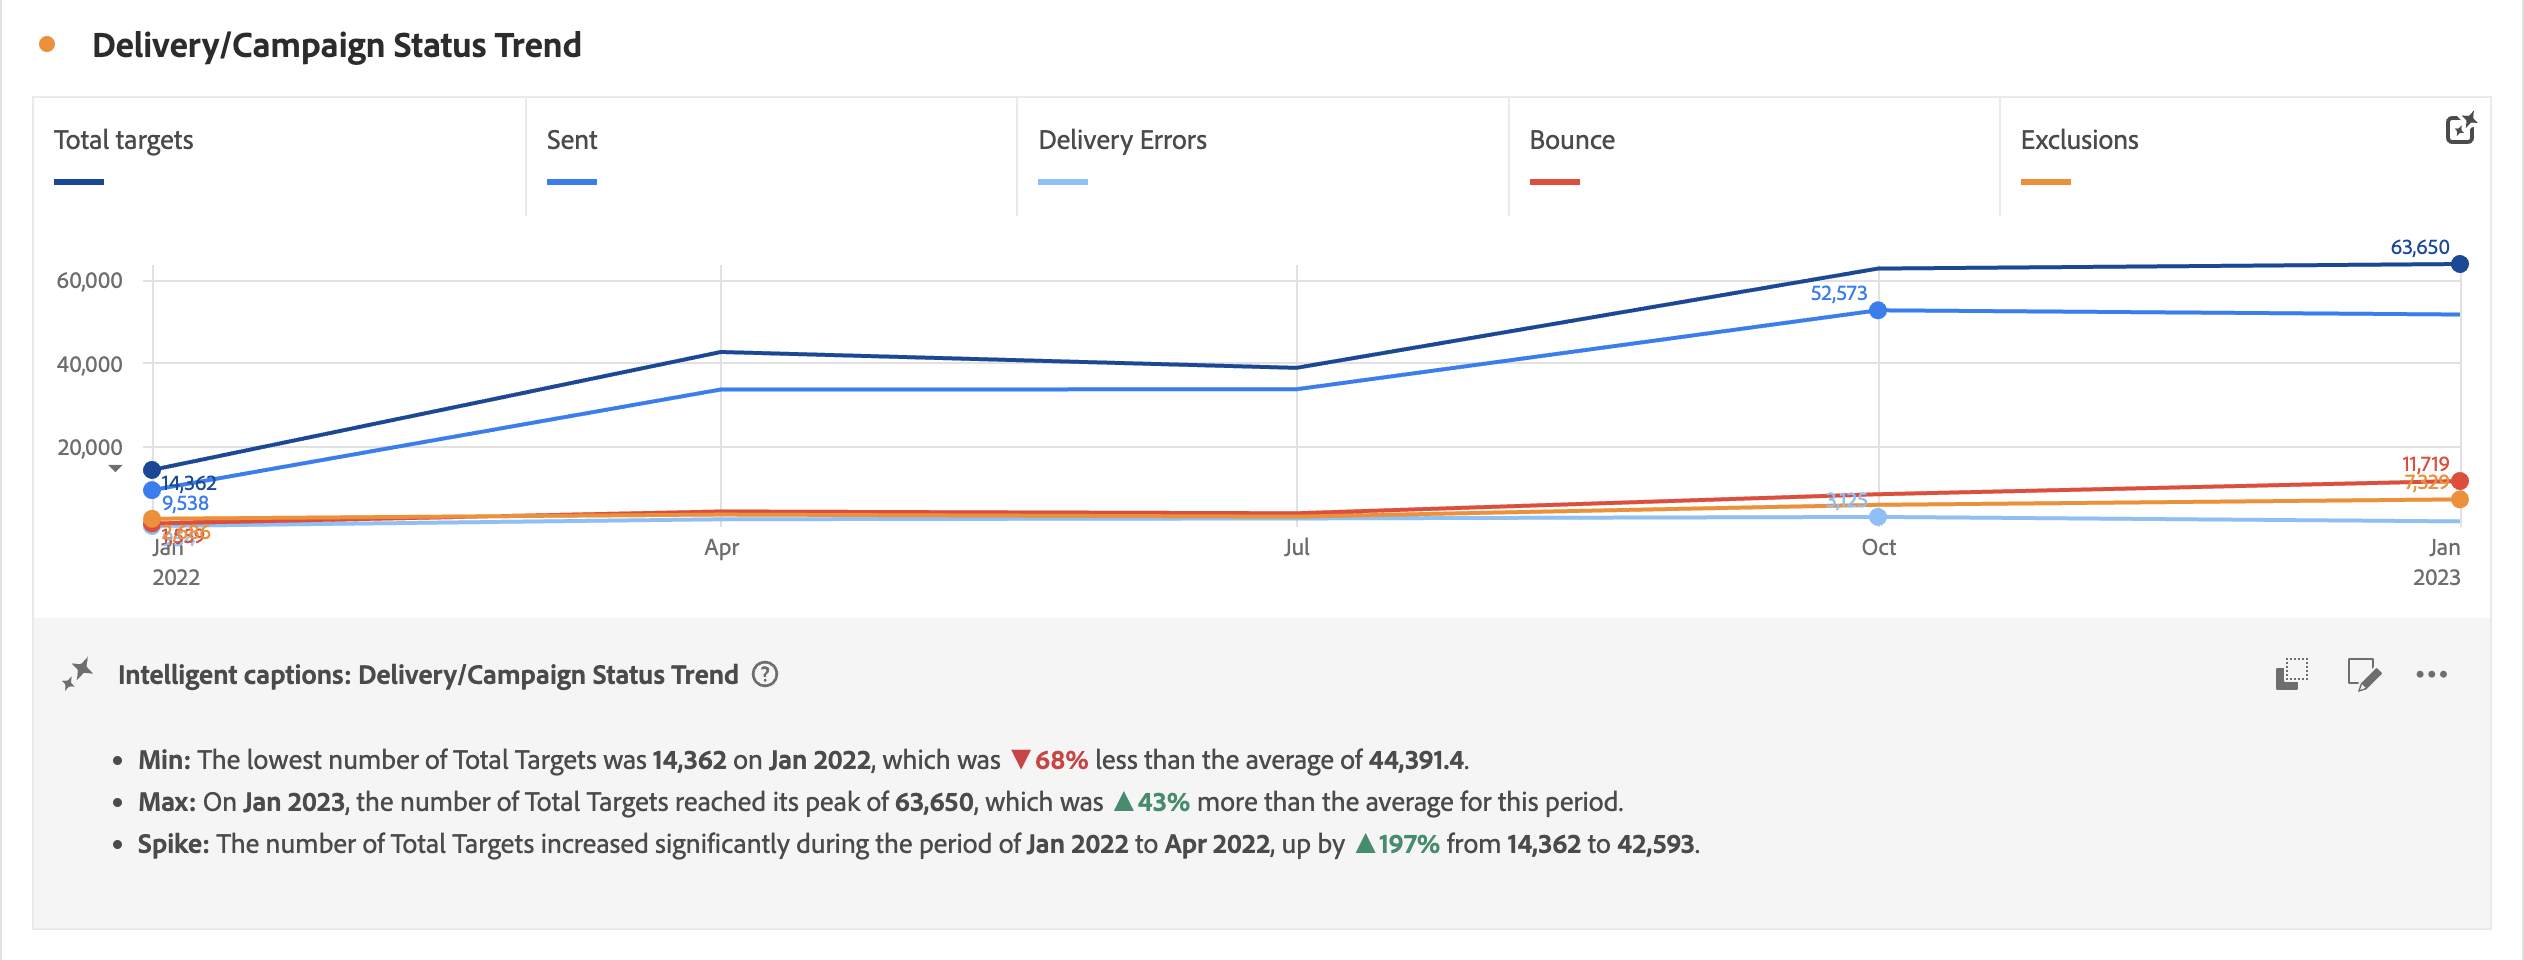 Delivery/Campaign Status Trend
Total targets
Sent
Delivery Errors
Bounce
Exclusions
63,650
60,000
52,573
40,000
20,000
11,719
7,329
14,362
9,538
3,125
Jan
Apr
Jul
Oct
Jan
2022
2023
Intelligent captions: Delivery/Campaign Status Trend ?
• Min: The lowest number of Total Targets was 14,362 on Jan 2022, which was ▼68% less than the average of 44,391.4.
• Max: On Jan 2023, the number of Total Targets reached its peak of 63,650, which was ▲43% more than the average for this period.
• Spike: The number of Total Targets increased significantly during the period of Jan 2022 to Apr 2022, up by ▲197% from 14,362 to 42,593.